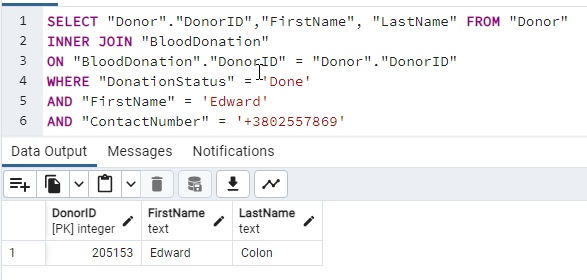 1 SELECT "Donor"."DonorID","FirstName", "LastName" FROM "Donor"
2 INNER JOIN "BloodDonation"
3 ON "BloodDonation"."DonorID" = "Donor"."DonorID"
4 WHERE "DonationStatus" = 'Done'
5 AND "FirstName" = 'Edward'
6 AND "ContactNumber" = '+3802557869'
Data Output Messages Notifications
DonorID FirstName LastName
[PK] integer text text
1 205153 Edward Colon